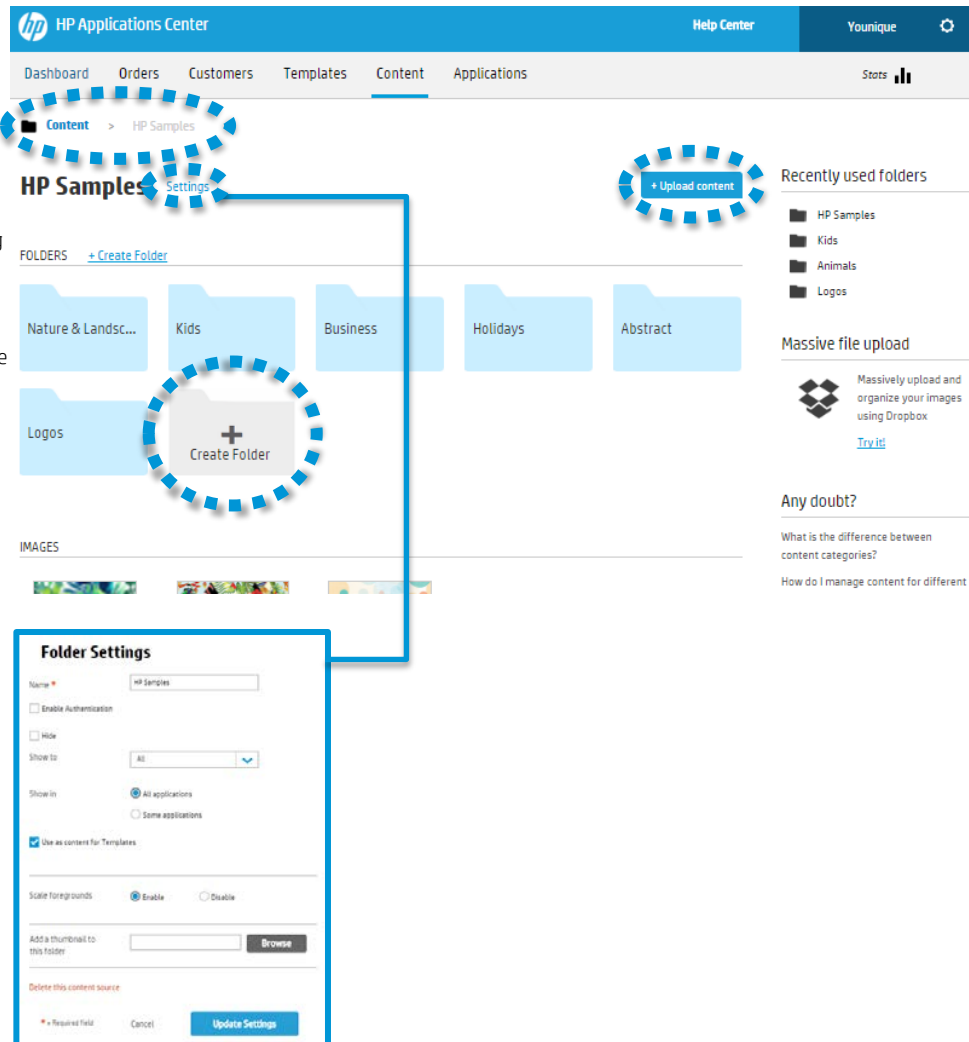 hp HP Applications Center Help Center Younique
Dashboard Orders Customers Templates Content Applications Stats
Content > HP Samples
HP Samples Settings
+ Upload content
FOLDERS + Create Folder
Nature & Landsc... Kids Business Holidays Abstract
Logos
+
Create Folder
IMAGES
Recently used folders
HP Samples
Kids
Animals
Logos
Massive file upload
Massively upload and
organize your images
using Dropbox
Try it!
Any doubt?
What is the difference between
content categories?
How do I manage content for different
g
e
Folder Settings
Name * HP Samples
Enable Authentication
Hide
Show to All
Show in All applications
Some applications
Use as content for Templates
Scale foregrounds Enable Disable
Add a thumbnail to
this folder Browse
Delete this content source
* = Required field Cancel Update Settings